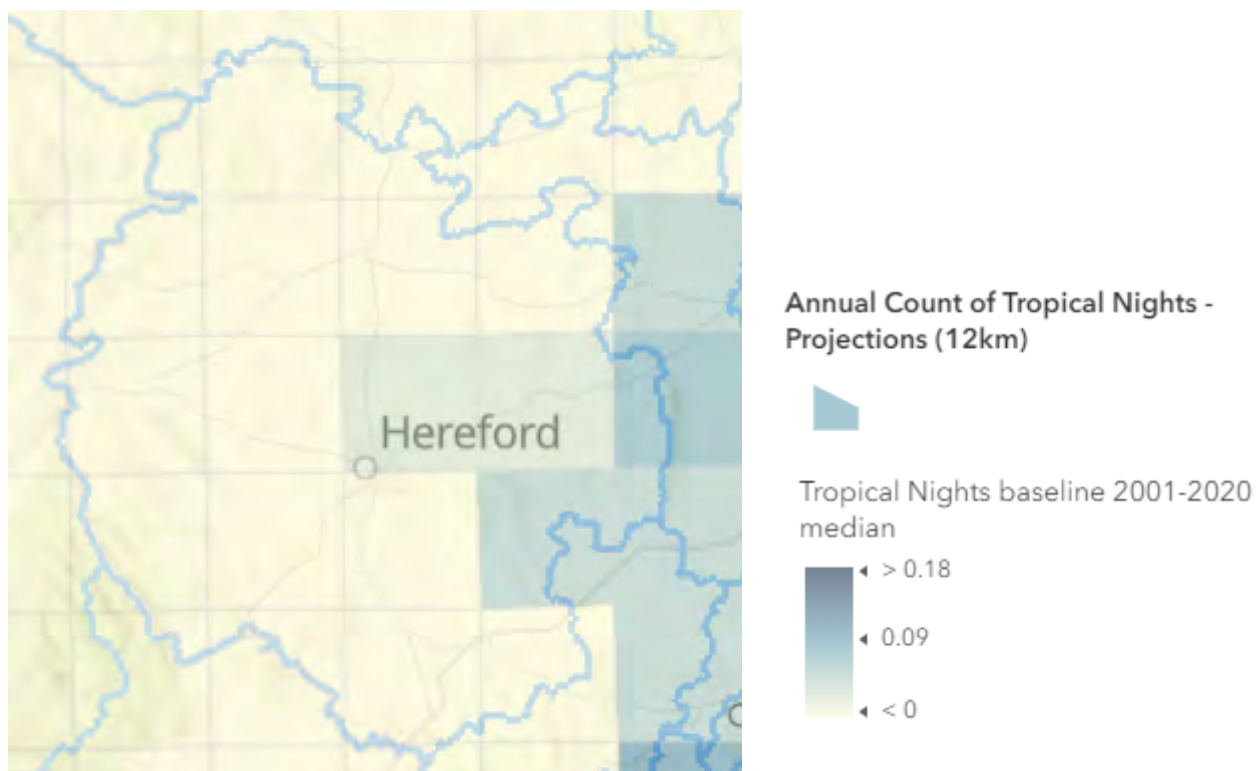 Hereford
Annual Count of Tropical Nights -
Projections (12km)
Tropical Nights baseline 2001-2020
median
> 0.18
0.09
< 0